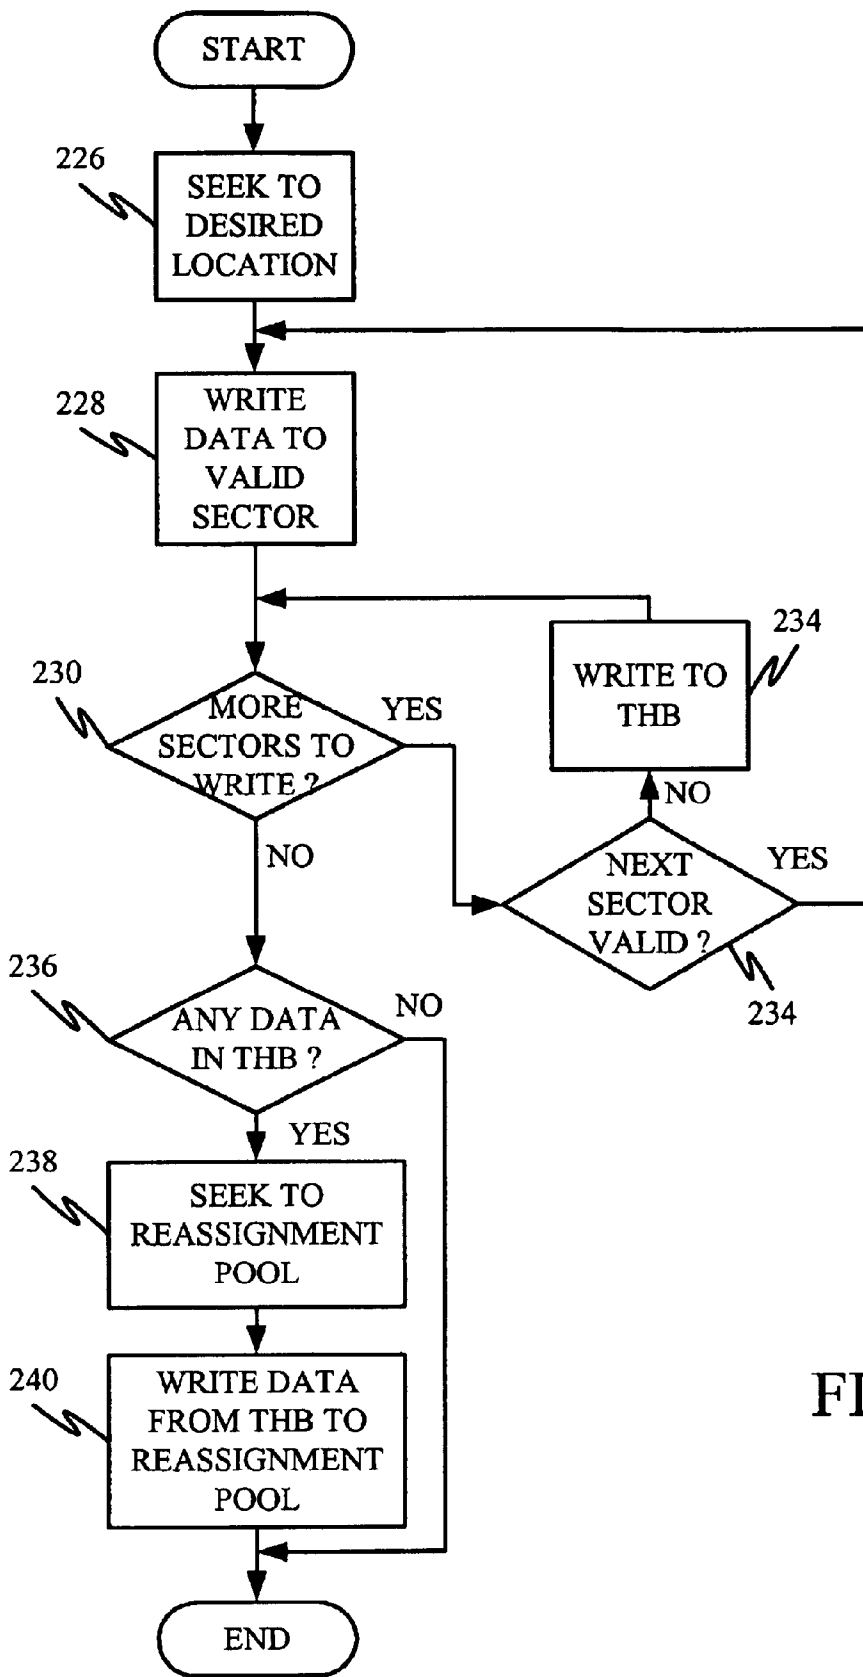 START
226
SEEK TO
DESIRED
LOCATION
228
WRITE
DATA TO
VALID
SECTOR
234
WRITE TO
THB
230
MORE
SECTORS TO
WRITE ?
YES
NO
NO
NEXT
SECTOR
VALID ?
YES
234
236
ANY DATA
IN THB ?
NO
YES
238
SEEK TO
REASSIGNMENT
POOL
240
WRITE DATA
FROM THB TO
REASSIGNMENT
POOL
END